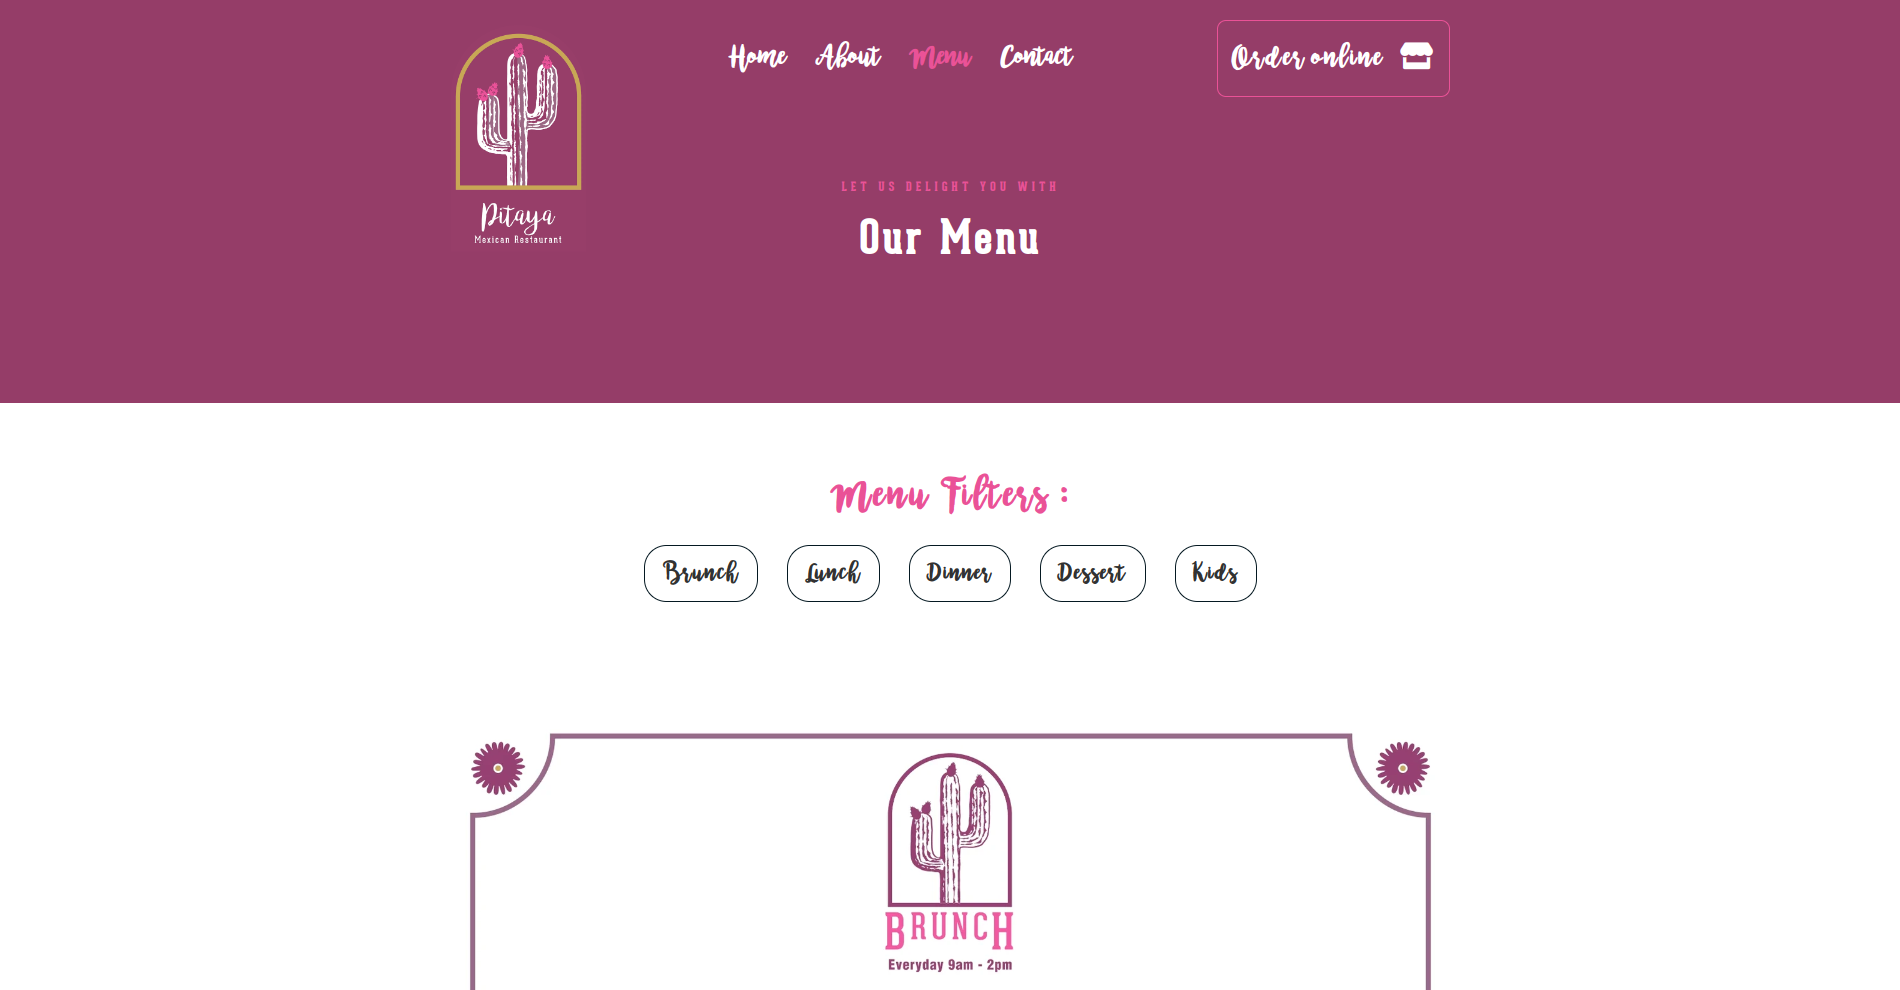 Home About Menu Contact
Order online
Pitaya
Mexican Restaurant
LET US DELIGHT YOU WITH
Our Menu
Menu Filters :
Brunch Lunch Dinner Dessert Kids
BRUNCH
Everyday 9am - 2pm